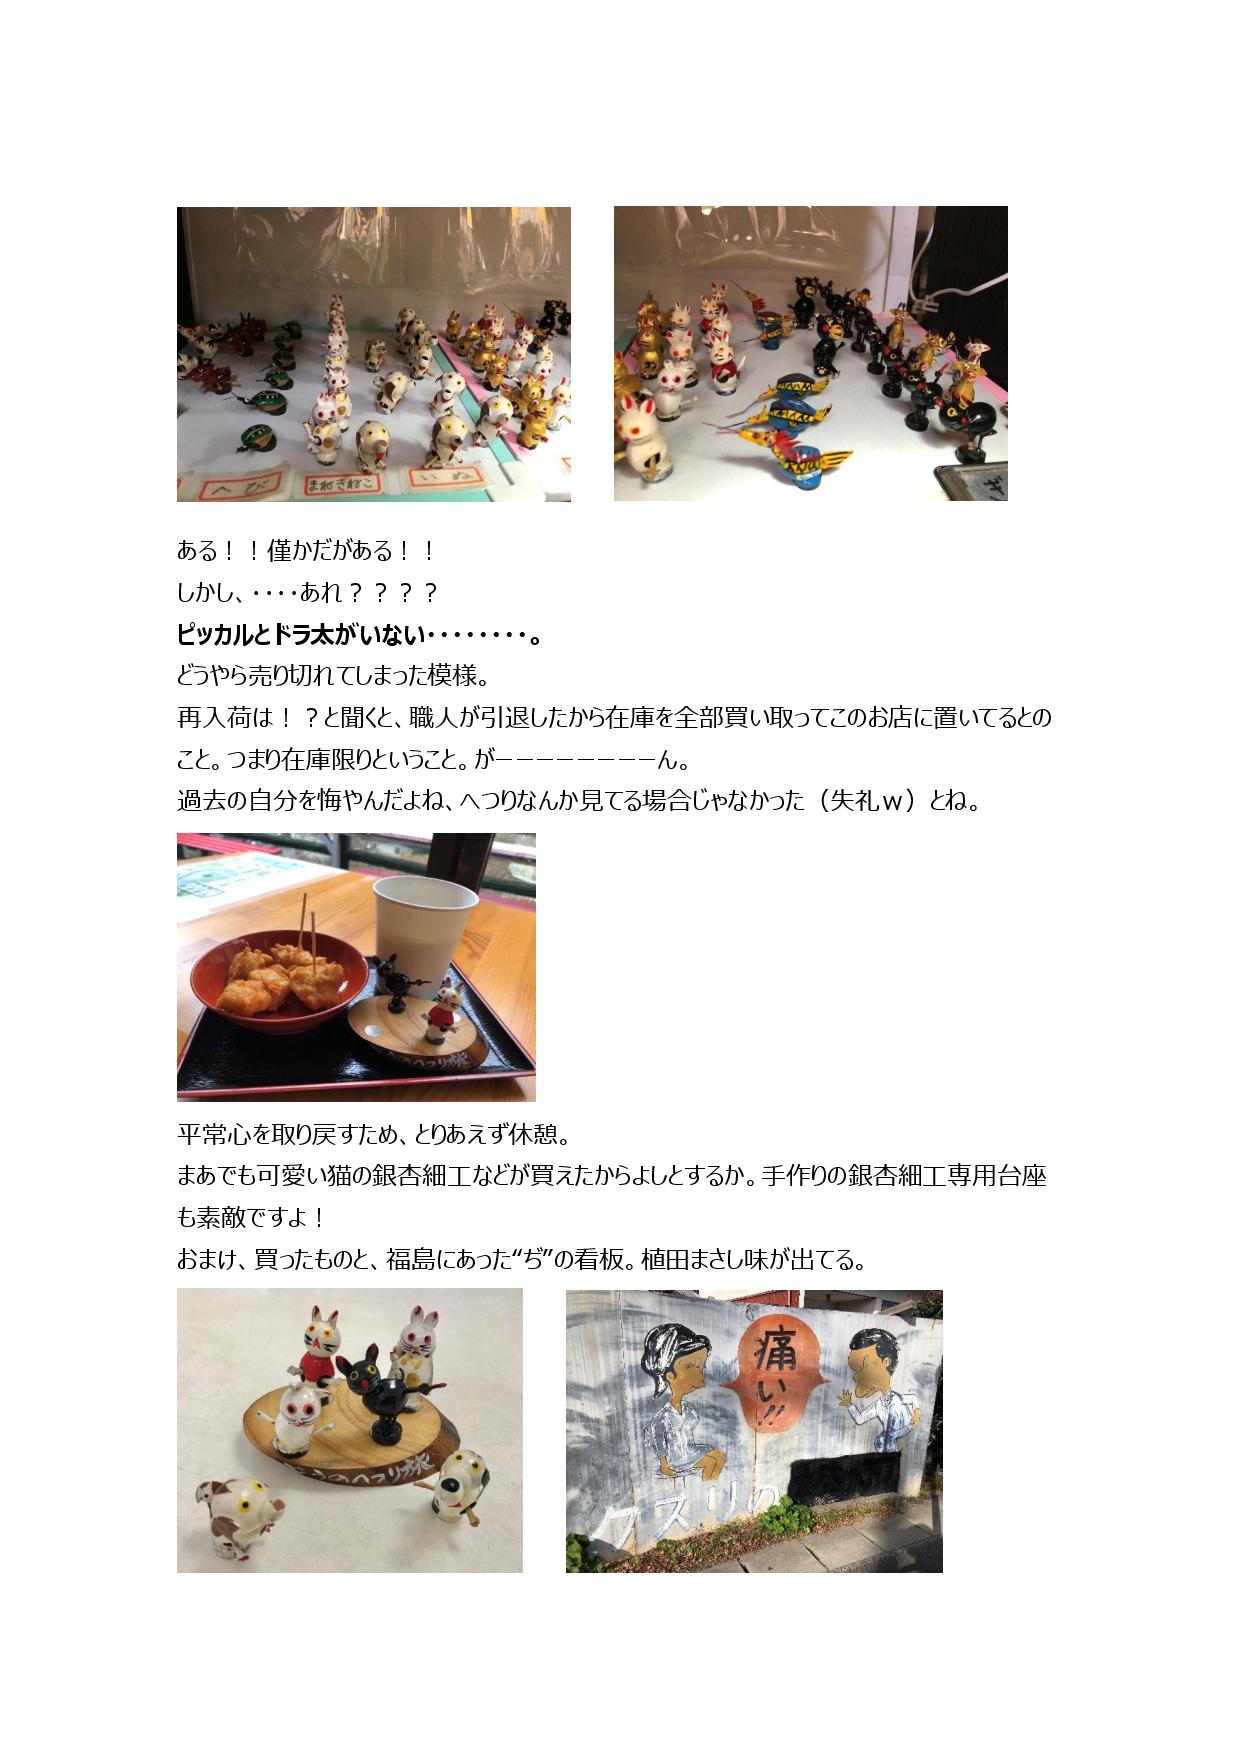 へび
まねきねこ
いぬ
ある！！僅かだがある！！
しかし、・・・・あれ？？？？
ピッカルとドラ太がいない・・・・・・・・。
どうやら売り切れてしまった模様。
再入荷は！？と聞くと、職人が引退したから在庫を全部買い取ってこのお店に置いてるとの
こと。つまり在庫限りということ。がーーーーーーーーん。
過去の自分を悔やんだよね、へつりなんか見てる場合じゃなかった（失礼ｗ）とね。
のへつり旅
平常心を取り戻すため、とりあえず休憩。
まあでも可愛い猫の銀杏細工などが買えたからよしとするか。手作りの銀杏細工専用台座
も素敵ですよ！
おまけ、買ったものと、福島にあった“ぢ”の看板。植田まさし味が出てる。
のへつり旅
痛い!!
クスリの